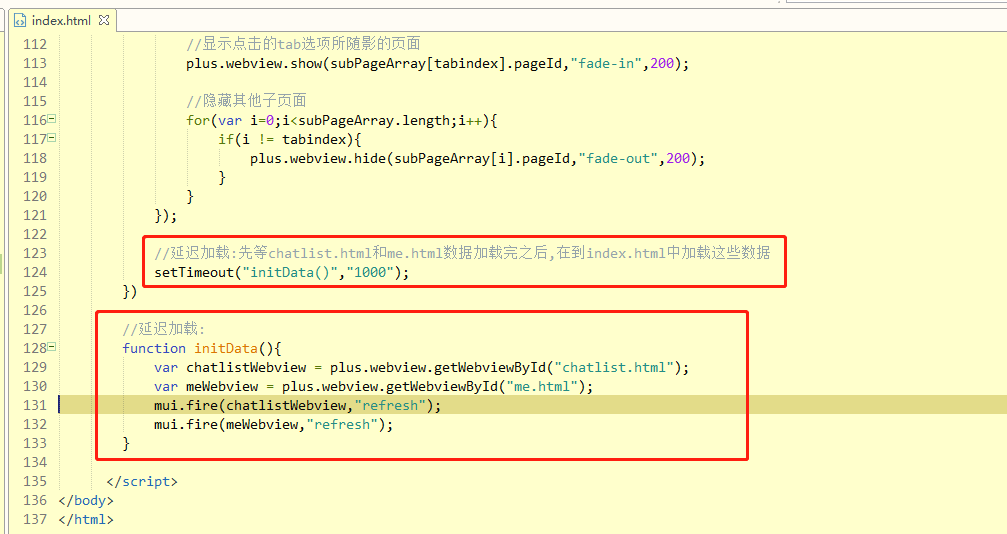 index.html
112 //显示点击的tab选项所随影的页面
113 plus.webview.show(subPageArray[tabindex].pageId,"fade-in",200);
114
115 //隐藏其他子页面
116 for(var i=0;i<subPageArray.length;i++){
117 if(i != tabindex){
118 plus.webview.hide(subPageArray[i].pageId,"fade-out",200);
119 }
120 }
121 });
122
123 //延迟加载:先等chatlist.html和me.html数据加载完之后,在到index.html中加载这些数据
124 setTimeout("initData()","1000");
125 })
126
127 //延迟加载:
128 function initData(){
129 var chatlistWebview = plus.webview.getWebviewById("chatlist.html");
130 var meWebview = plus.webview.getWebviewById("me.html");
131 mui.fire(chatlistWebview,"refresh");
132 mui.fire(meWebview,"refresh");
133 }
134
135 </script>
136 </body>
137 </html>